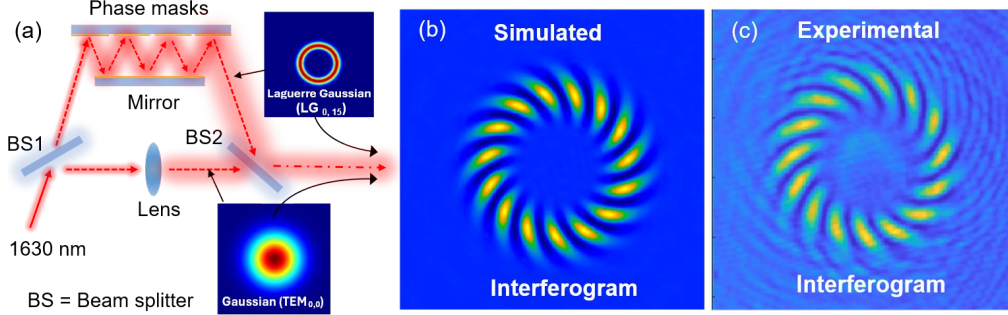 (a)
Phase masks
Mirror
BS1
BS2
Lens
1630 nm
BS = Beam splitter
Laguerre Gaussian
(LG 0, 15)
Gaussian (TEM0,0)
(b)
Simulated
Interferogram
(c)
Experimental
Interferogram